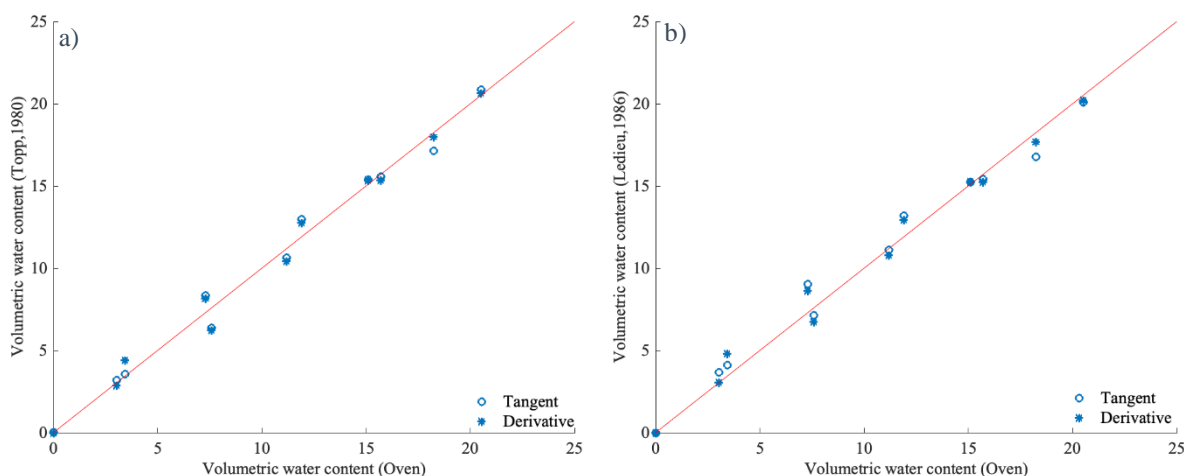 a)
25
20
15
10
5
0
Volumetric water content (Topp,1980)
Tangent
Derivative
0 5 10 15 20 25
Volumetric water content (Oven)
b)
25
20
15
10
5
0
Volumetric water content (Ledieu,1986)
Tangent
Derivative
0 5 10 15 20 25
Volumetric water content (Oven)